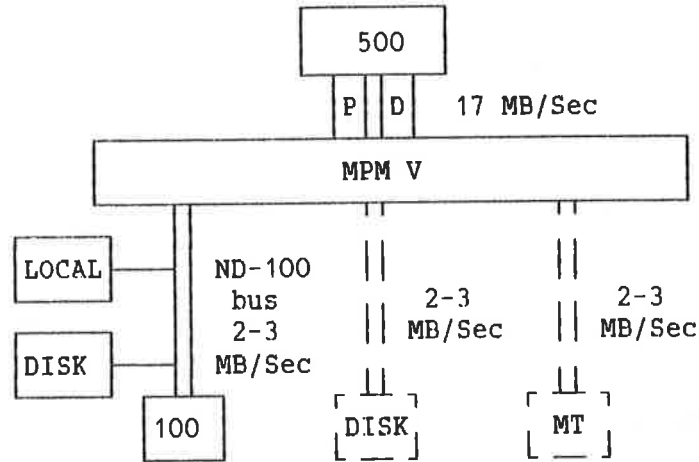 500
P D 17 MB/Sec
MPM V
LOCAL
ND-100
bus
2-3
MB/Sec
2-3
MB/Sec
2-3
MB/Sec
DISK
100
DISK
MT